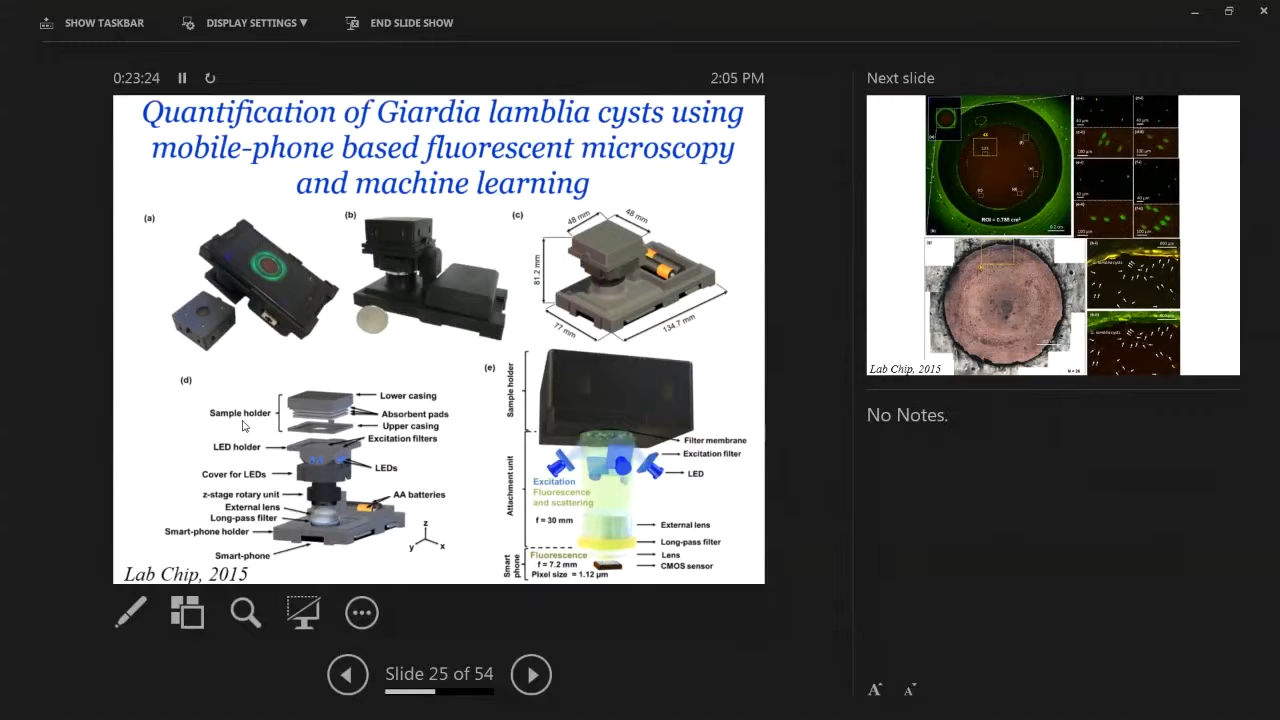 SHOW TASKBAR
DISPLAY SETTINGS ▼
END SLIDE SHOW
0:23:24
2:05 PM
Next slide
Quantification of Giardia lamblia cysts using
mobile-phone based fluorescent microscopy
and machine learning
(a)
(b)
(c)
48 mm
48 mm
81.2 mm
77 mm
134.7 mm
(d)
Sample holder
LED holder
Cover for LEDs
z-stage rotary unit
External lens
Long-pass filter
Smart-phone holder
Smart-phone
Lower casing
Absorbent pads
Upper casing
Excitation filters
LEDs
AA batteries
z
y
x
(e)
Sample holder
Attachment unit
Smart
phone
Filter membrane
Excitation filter
LED
Excitation
Fluorescence
and scattering
f = 30 mm
External lens
Long-pass filter
Lens
CMOS sensor
Fluorescence
f = 7.2 mm
Pixel size = 1.12 µm
Lab Chip, 2015
ROI = 0.785 cm²
Lab Chip, 2015
No Notes.
Slide 25 of 54
A
A